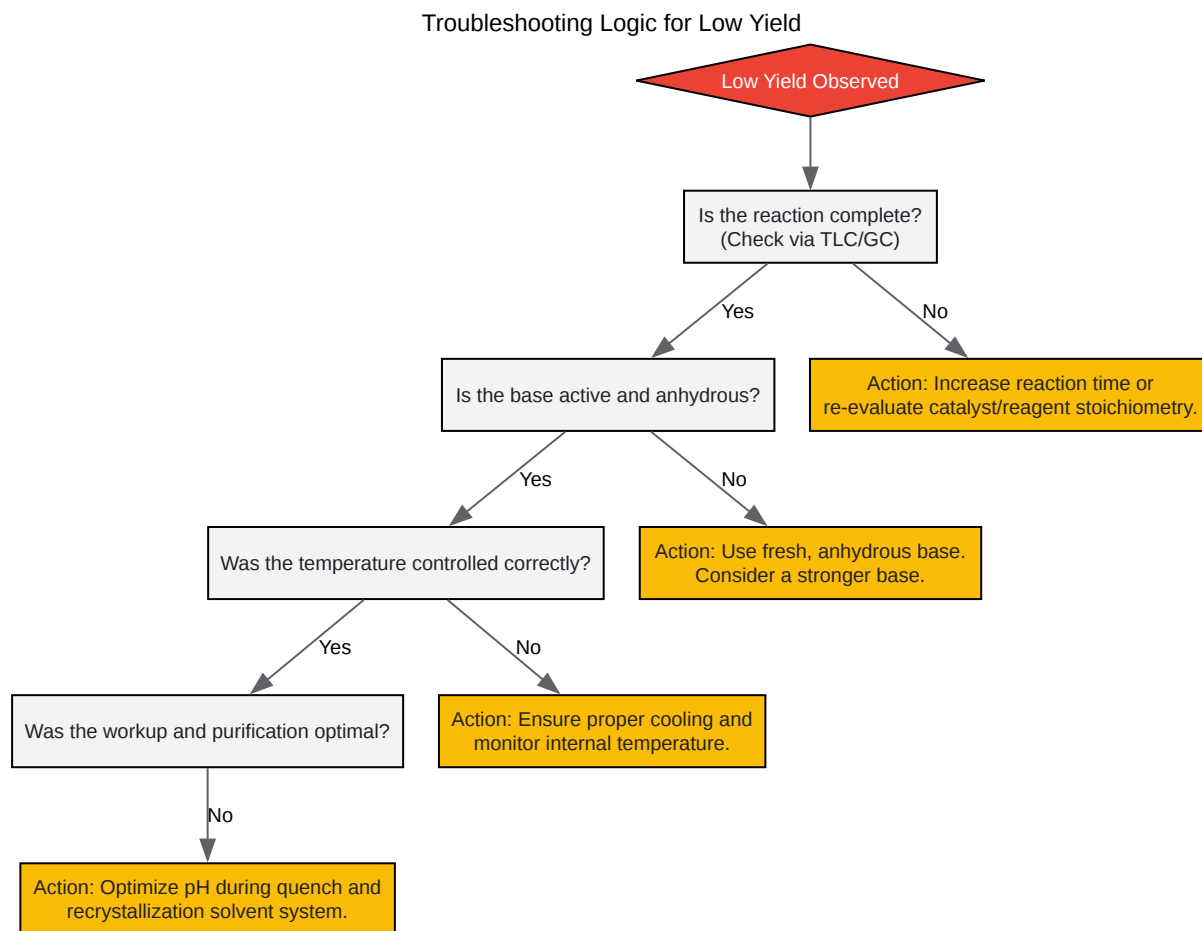 Troubleshooting Logic for Low Yield
Low Yield Observed
Is the reaction complete?
(Check via TLC/GC)
Yes
No
Is the base active and anhydrous?
Action: Increase reaction time or
re-evaluate catalyst/reagent stoichiometry.
Yes
No
Was the temperature controlled correctly?
Action: Use fresh, anhydrous base.
Consider a stronger base.
Yes
No
Was the workup and purification optimal?
Action: Ensure proper cooling and
monitor internal temperature.
No
Action: Optimize pH during quench and
recrystallization solvent system.